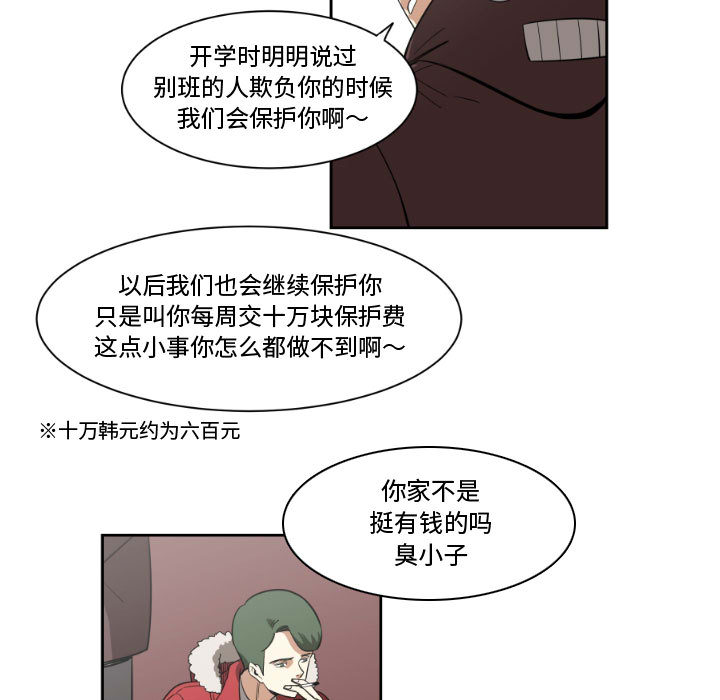 开学时明明说过
别班的人欺负你的时候
我们会保护你啊～
以后我们也会继续保护你
只是叫你每周交十万块保护费
这点小事你怎么都做不到啊～
※十万韩元约为六百元
你家不是
挺有钱的吗
臭小子